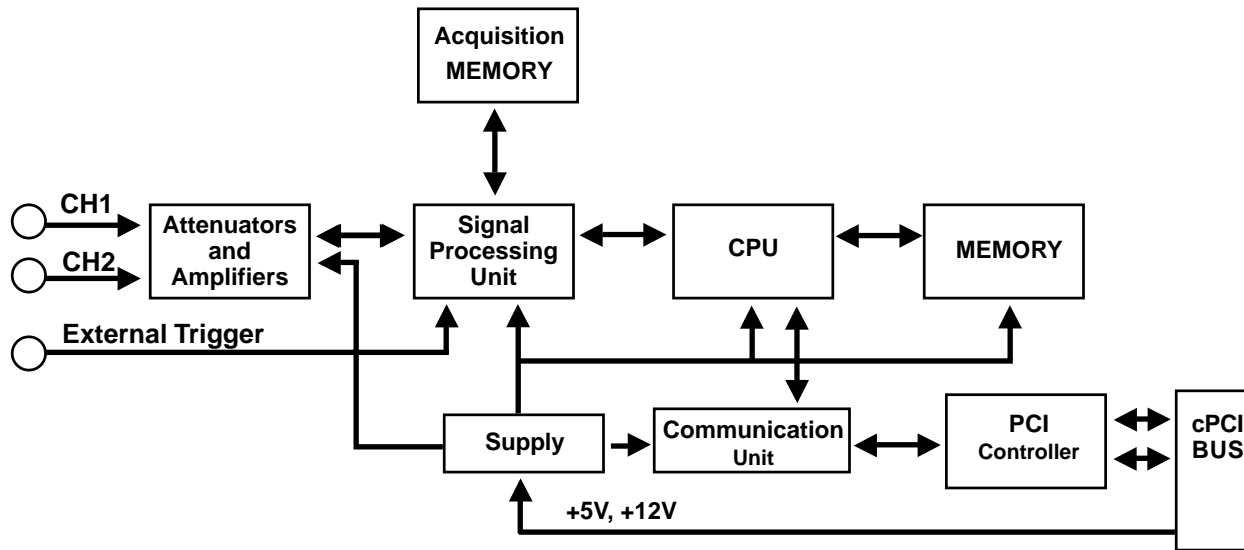 Acquisition
MEMORY
CH1
CH2
Attenuators
and
Amplifiers
Signal
Processing
Unit
CPU
MEMORY
External Trigger
Supply
Communication
Unit
PCI
Controller
cPCI
BUS
+5V, +12V